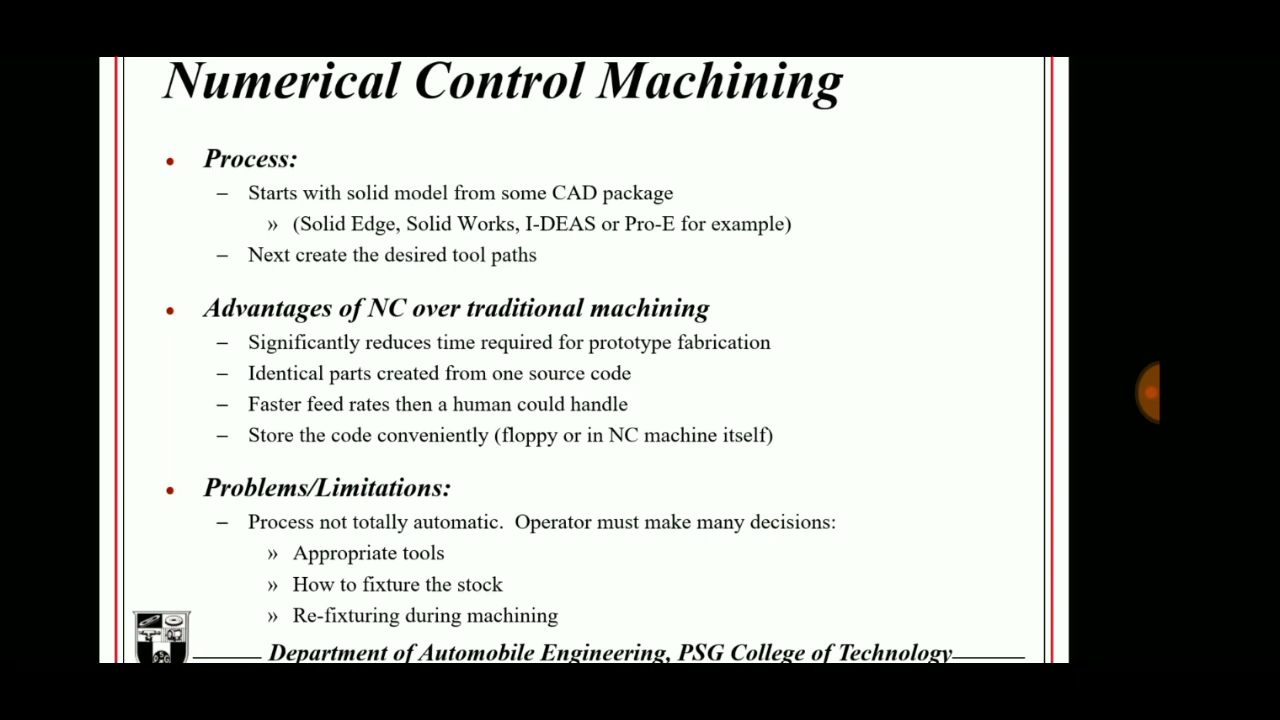 Numerical Control Machining
• Process:
– Starts with solid model from some CAD package
» (Solid Edge, Solid Works, I-DEAS or Pro-E for example)
– Next create the desired tool paths
• Advantages of NC over traditional machining
– Significantly reduces time required for prototype fabrication
– Identical parts created from one source code
– Faster feed rates then a human could handle
– Store the code conveniently (floppy or in NC machine itself)
• Problems/Limitations:
– Process not totally automatic.  Operator must make many decisions:
» Appropriate tools
» How to fixture the stock
» Re-fixturing during machining
Department of Automobile Engineering, PSG College of Technology